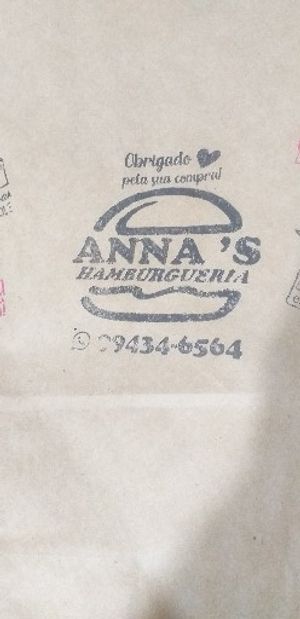 Obrigado
pela sua compra!
ANNA'S
HAMBURGUERIA
99434-6564